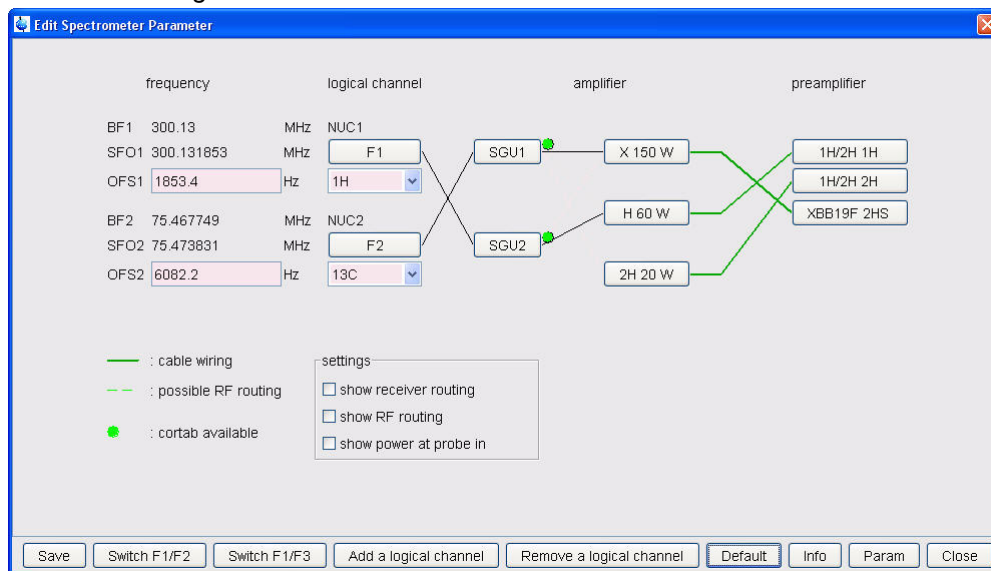 Edit Spectrometer Parameter
frequency logical channel amplifier preamplifier
BF1 300.13 MHz NUC1
SFO1 300.131853 MHz F1 SGU1 X 150 W 1H/2H 1H
OFS1 1853.4 Hz 1H 1H/2H 2H
BF2 75.467749 MHz NUC2 H 60 W XBB19F 2HS
SFO2 75.473831 MHz F2 SGU2
OFS2 6082.2 Hz 13C 2H 20 W
: cable wiring settings
: possible RF routing show receiver routing
show RF routing
: cortab available show power at probe in
Save Switch F1/F2 Switch F1/F3 Add a logical channel Remove a logical channel Default Info Param Close